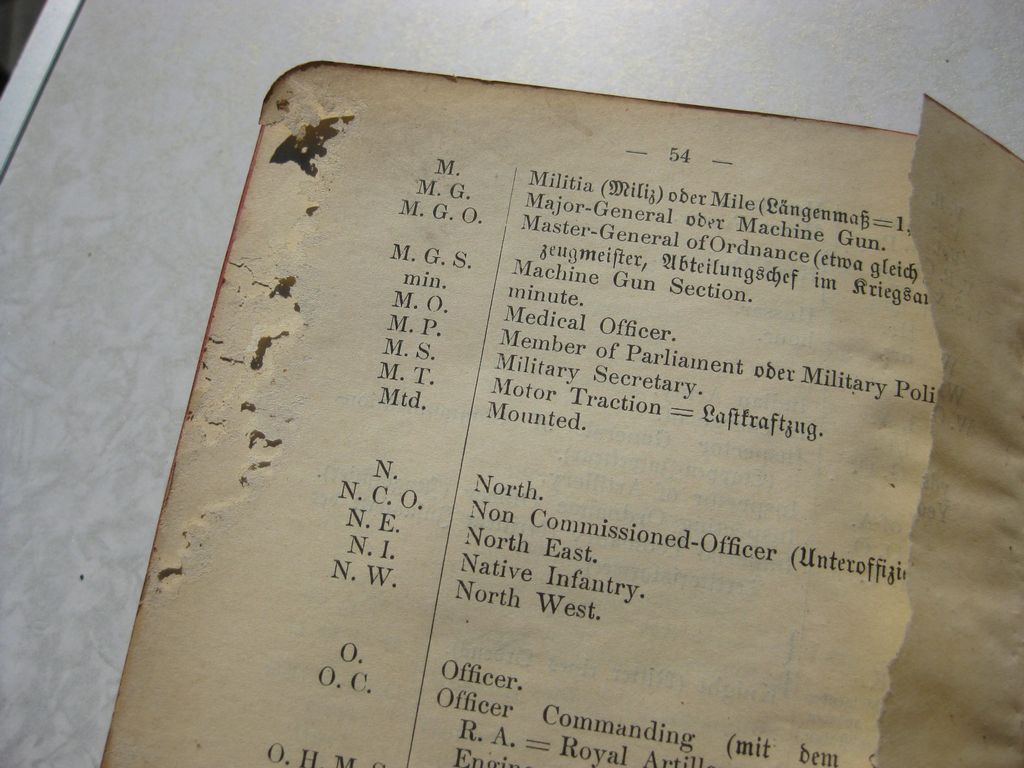 — 54 —
M. Militia (Miliz) oder Mile (Längenmaß=1,
M. G. Major-General oder Machine Gun.
M. G. O. Master-General of Ordnance (etwa gleich
zeugmeister, Abteilungschef im Kriegsa
M. G. S. Machine Gun Section.
min. minute.
M. O. Medical Officer.
M. P. Member of Parliament oder Military Poli
M. S. Military Secretary.
M. T. Motor Traction = Lastkraftzug.
Mtd. Mounted.
N. North.
N. C. O. Non Commissioned-Officer (Unteroffizi
N. E. North East.
N. I. Native Infantry.
N. W. North West.
O. Officer.
O. C. Officer Commanding (mit dem
R. A. = Royal Artille
O. H. M. S. Engine